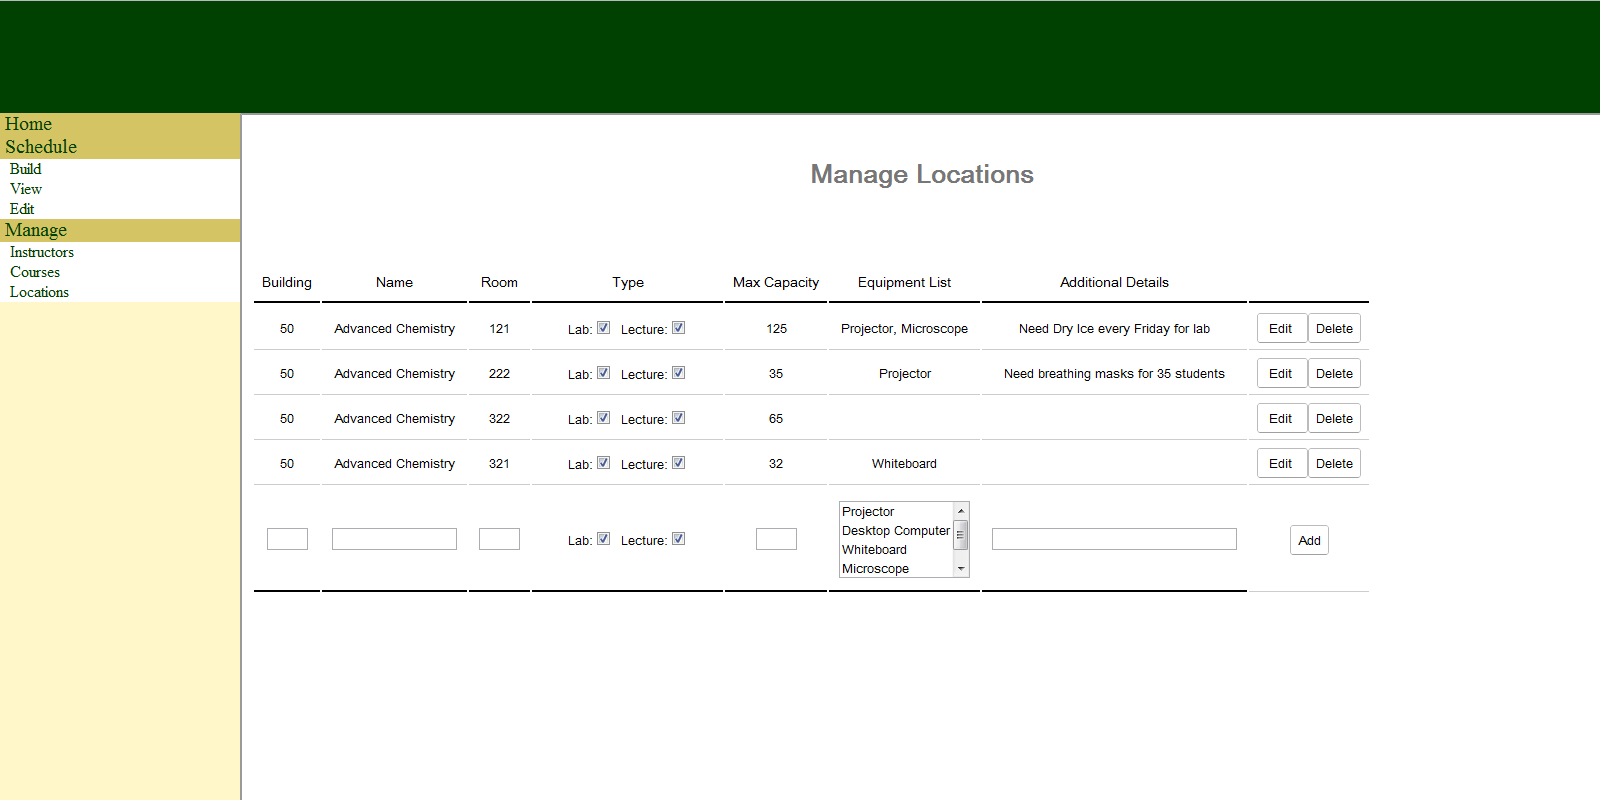 Home
Schedule
Build
View
Edit
Manage
Instructors
Courses
Locations
Manage Locations
Building Name Room Type Max Capacity Equipment List Additional Details
50 Advanced Chemistry 121 Lab: Lecture: 125 Projector, Microscope Need Dry Ice every Friday for lab Edit Delete
50 Advanced Chemistry 222 Lab: Lecture: 35 Projector Need breathing masks for 35 students Edit Delete
50 Advanced Chemistry 322 Lab: Lecture: 65 Edit Delete
50 Advanced Chemistry 321 Lab: Lecture: 32 Whiteboard Edit Delete
Projector
Desktop Computer
Lab: Lecture: Add
Whiteboard
Microscope